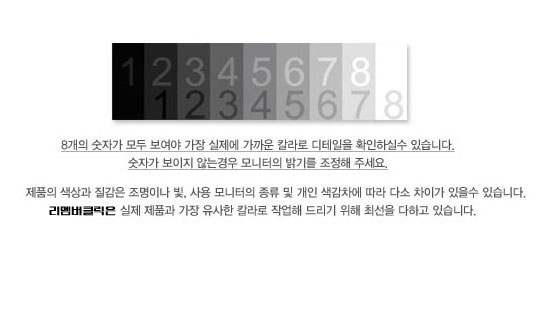 1 2 3 4 5 6 7 8
1 2 3 4 5 6 7 8
8개의 숫자가 모두 보여야 가장 실제에 가까운 칼라로 디테일을 확인하실수 있습니다.
숫자가 보이지 않는경우 모니터의 밝기를 조정해 주세요.
제품의 색상과 질감은 조명이나 빛, 사용 모니터의 종류 및 개인 색감차에 따라 다소 차이가 있을수 있습니다.
리멤버클릭은 실제 제품과 가장 유사한 칼라로 작업해 드리기 위해 최선을 다하고 있습니다.